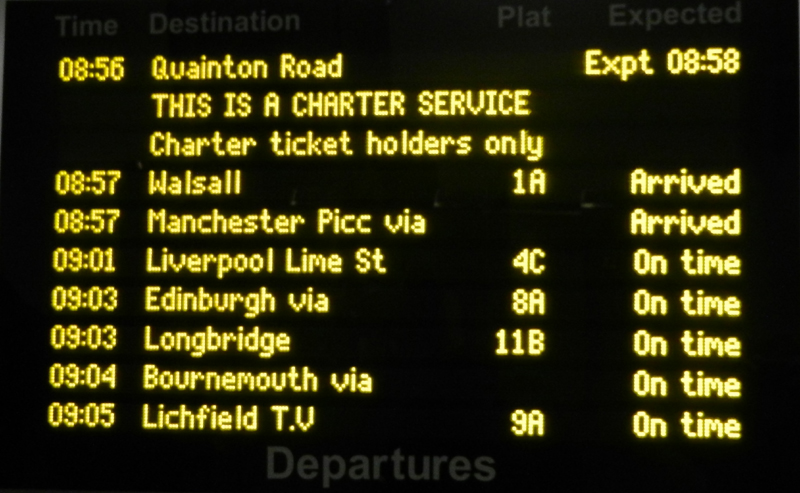 Time Destination Plat Expected
08:56 Quainton Road Expt 08:58
THIS IS A CHARTER SERVICE
Charter ticket holders only
08:57 Walsall 1A Arrived
08:57 Manchester Picc via Arrived
09:01 Liverpool Lime St 4C On time
09:03 Edinburgh via 8A On time
09:03 Longbridge 11B On time
09:04 Bournemouth via On time
09:05 Lichfield T.V 9A On time
Departures